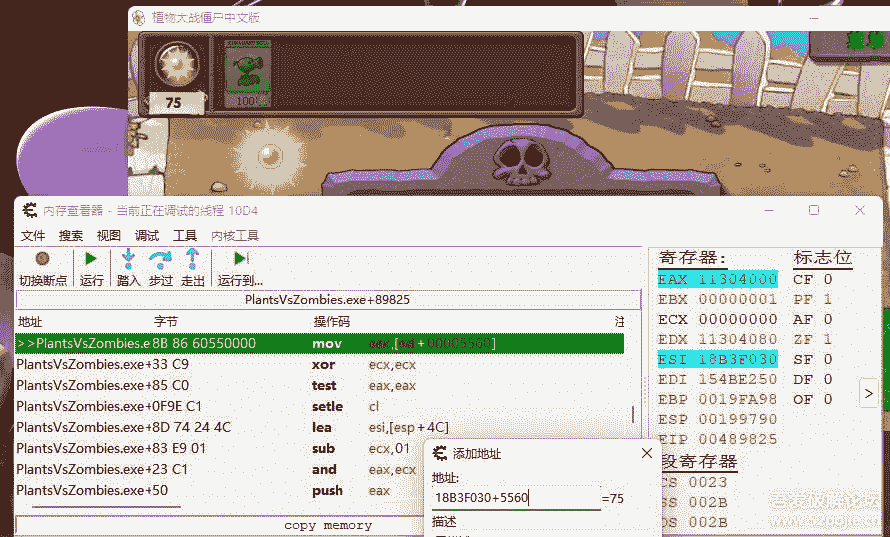 植物大战僵尸中文版
75
100
内存查看器 - 当前正在调试的线程 10D4
文件 搜索 视图 调试 工具 内核工具
切换断点 运行 踏入 步过 走出 运行到...
PlantsVsZombies.exe+89825
地址 字节 操作码 注
>>PlantsVsZombies.e 8B 86 60550000 mov eax,[esi+00005560]
PlantsVsZombies.exe+ 33 C9 xor ecx,ecx
PlantsVsZombies.exe+ 85 C0 test eax,eax
PlantsVsZombies.exe+ 0F9E C1 setle cl
PlantsVsZombies.exe+ 8D 74 24 4C lea esi,[esp+4C]
PlantsVsZombies.exe+ 83 E9 01 sub ecx,01
PlantsVsZombies.exe+ 23 C1 and eax,ecx
PlantsVsZombies.exe+ 50 push eax
copy memory
寄存器: 标志位
EAX 11304000 CF 0
EBX 00000001 PF 1
ECX 00000000 AF 0
EDX 11304080 ZF 1
ESI 18B3F030 SF 0
EDI 154BE250 DF 0
EBP 0019FA98 OF 0
ESP 00199790
EIP 00489825
段寄存器
CS 0023
SS 002B
DS 002B
>
添加地址
地址:
18B3F030+5560 =75
描述
吾爱破解论坛
www.52pojie.cn